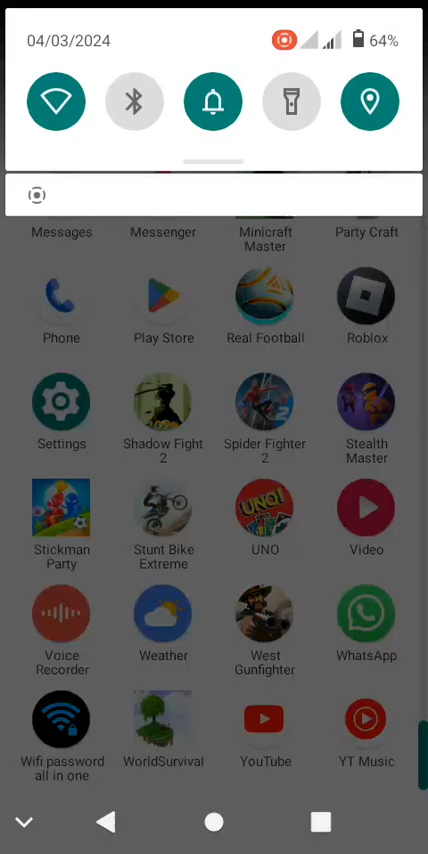 04/03/2024 64%
Messages Messenger Minicraft Master Party Craft
Phone Play Store Real Football Roblox
Settings Shadow Fight 2 Spider Fighter 2 Stealth Master
UNO!
Stickman Party Stunt Bike Extreme UNO Video
Voice Recorder Weather West Gunfighter WhatsApp
Wifi password all in one WorldSurvival YouTube YT Music